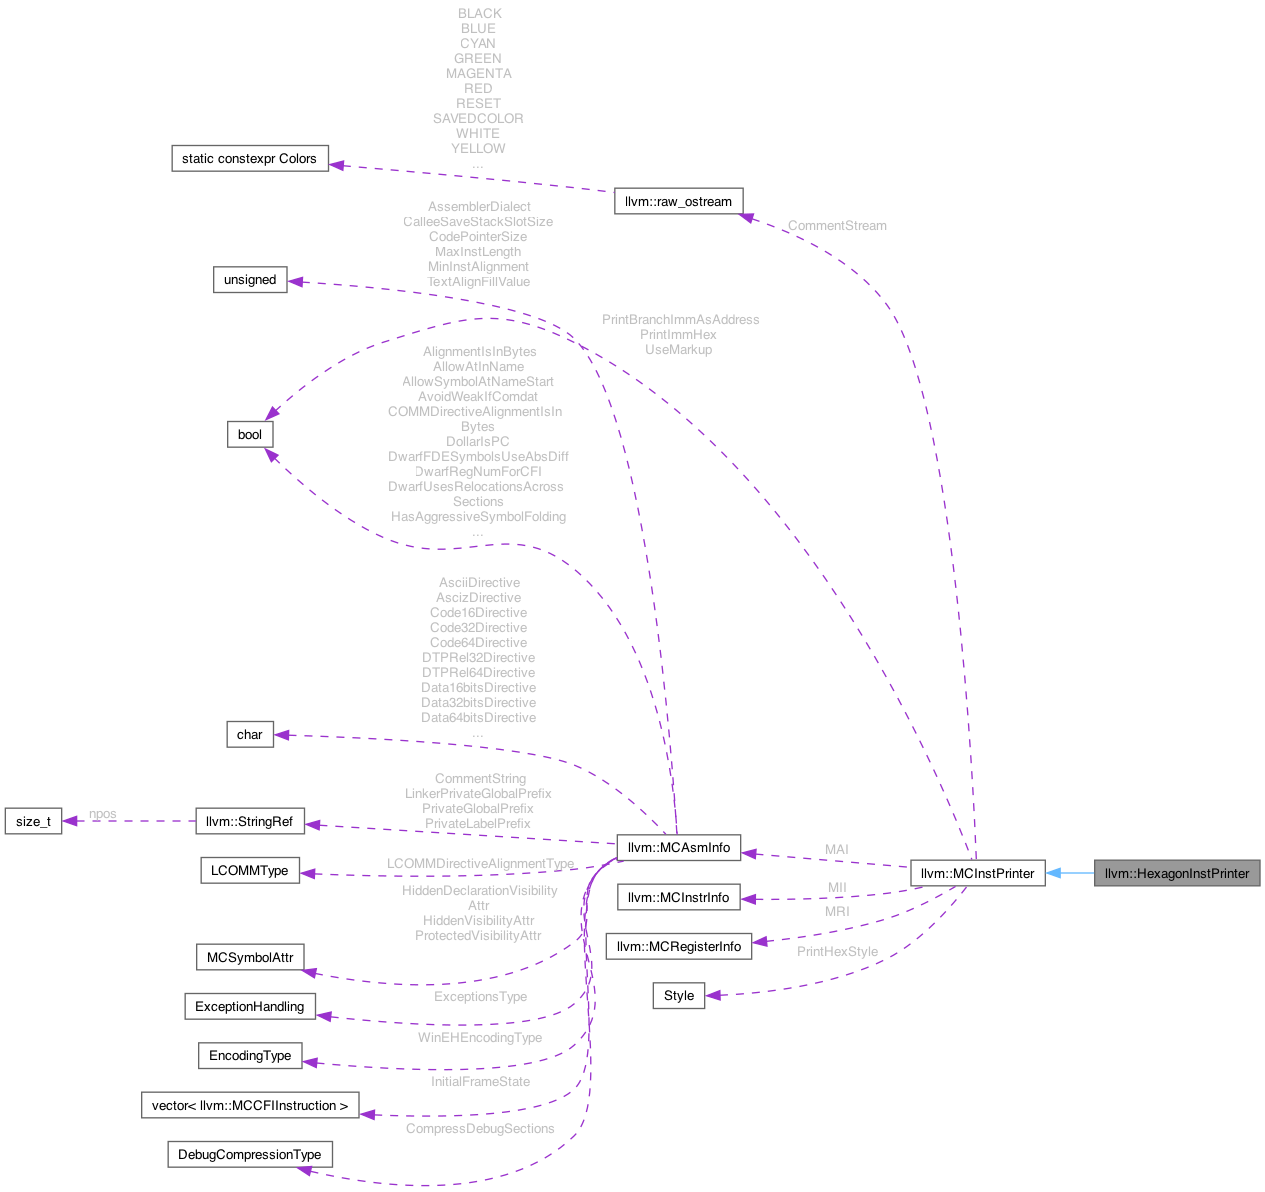 BLACK
BLUE
CYAN
GREEN
MAGENTA
RED
RESET
SAVEDCOLOR
WHITE
YELLOW
...
static constexpr Colors
llvm::raw_ostream
AssemblerDialect
CalleeSaveStackSlotSize
CodePointerSize
MaxInstLength
MinInstAlignment
TextAlignFillValue
CommentStream
unsigned
PrintBranchImmAsAddress
PrintImmHex
UseMarkup
AlignmentIsInBytes
AllowAtInName
AllowSymbolAtNameStart
AvoidWeakIfComdat
COMMDirectiveAlignmentIsIn
Bytes
DollarIsPC
DwarfFDESymbolsUseAbsDiff
DwarfRegNumForCFI
DwarfUsesRelocationsAcross
Sections
HasAggressiveSymbolFolding
...
bool
AsciiDirective
AscizDirective
Code16Directive
Code32Directive
Code64Directive
DTPRel32Directive
DTPRel64Directive
Data16bitsDirective
Data32bitsDirective
Data64bitsDirective
...
char
CommentString
LinkerPrivateGlobalPrefix
PrivateGlobalPrefix
PrivateLabelPrefix
size_t
npos
llvm::StringRef
llvm::MCAsmInfo
MAI
LCOMMType
LCOMMDirectiveAlignmentType
llvm::MCInstPrinter
llvm::HexagonInstPrinter
HiddenDeclarationVisibility
Attr
HiddenVisibilityAttr
ProtectedVisibilityAttr
llvm::MCInstrInfo
MII
MRI
llvm::MCRegisterInfo
PrintHexStyle
MCSymbolAttr
Style
ExceptionHandling
ExceptionsType
WinEHEncodingType
EncodingType
InitialFrameState
vector< llvm::MCCFIInstruction >
CompressDebugSections
DebugCompressionType